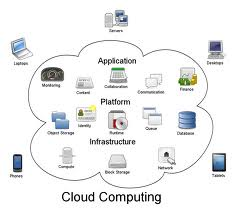 Servers
Application
Laptops
Desktops
Monitoring
Collaboration
Communication
Finance
Content
Platform
Identity
Object Storage
Runtime
Queue
Database
Infrastructure
Compute
Block Storage
Network
Phones
Tablets
Cloud Computing